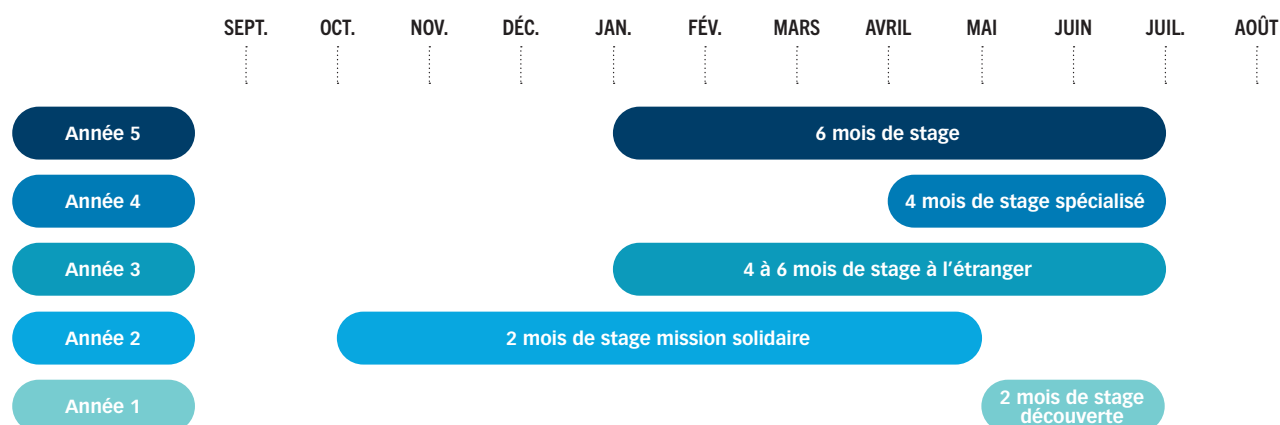 SEPT. OCT. NOV. DÉC. JAN. FÉV. MARS AVRIL MAI JUIN JUIL. AOÛT
Année 5 6 mois de stage
Année 4 4 mois de stage spécialisé
Année 3 4 à 6 mois de stage à l'étranger
Année 2 2 mois de stage mission solidaire
Année 1 2 mois de stage
découverte